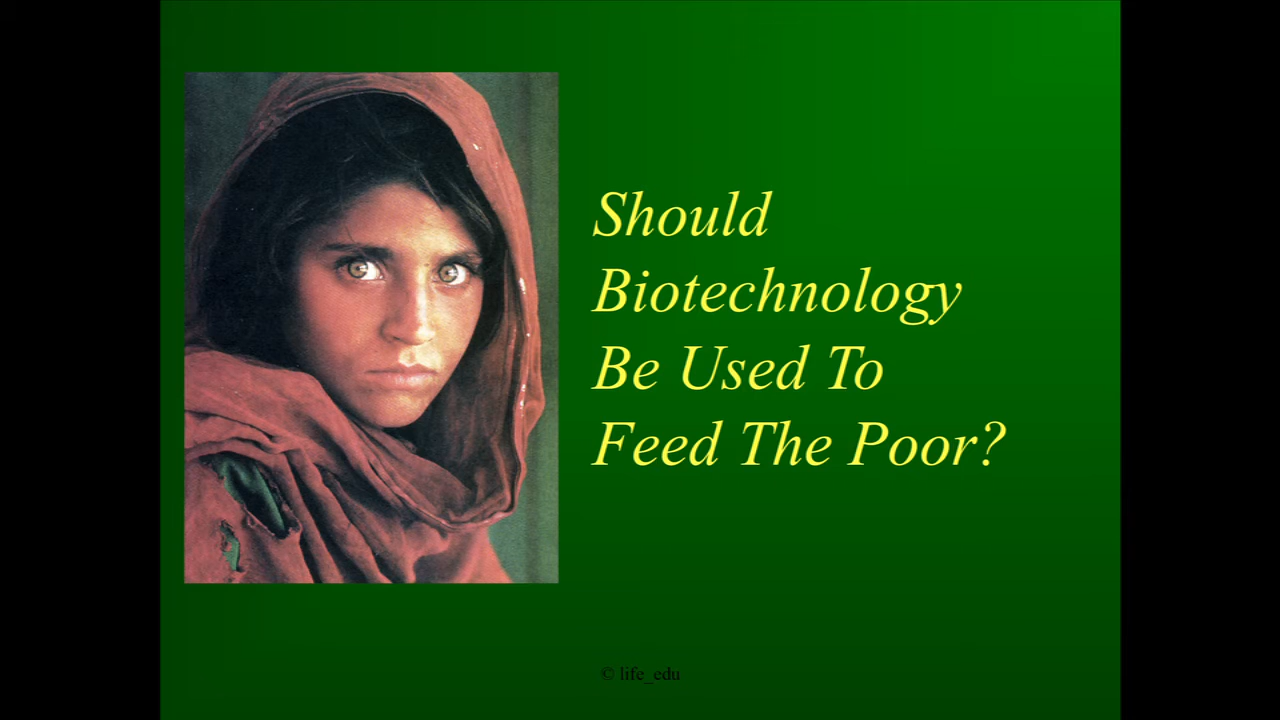 Should
Biotechnology
Be Used To
Feed The Poor?
© life_edu